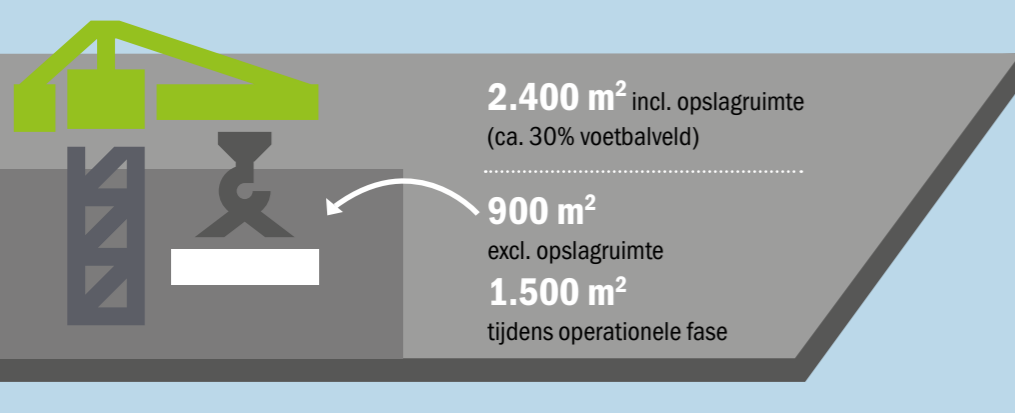 2.400 m² incl. opslagruimte
(ca. 30% voetbalveld)
900 m²
excl. opslagruimte
1.500 m²
tijdens operationele fase